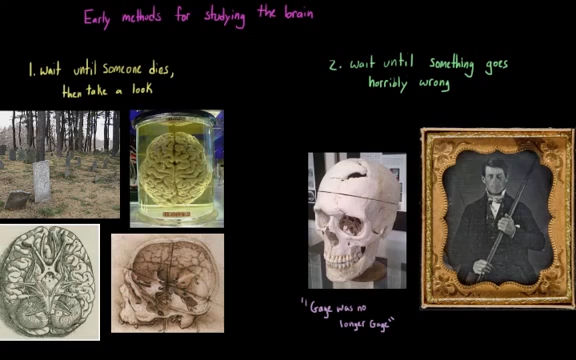 Early methods for studying the brain
1. wait until someone dies,
then take a look
2. wait until something goes
horribly wrong
"Gage was no
longer Gage"